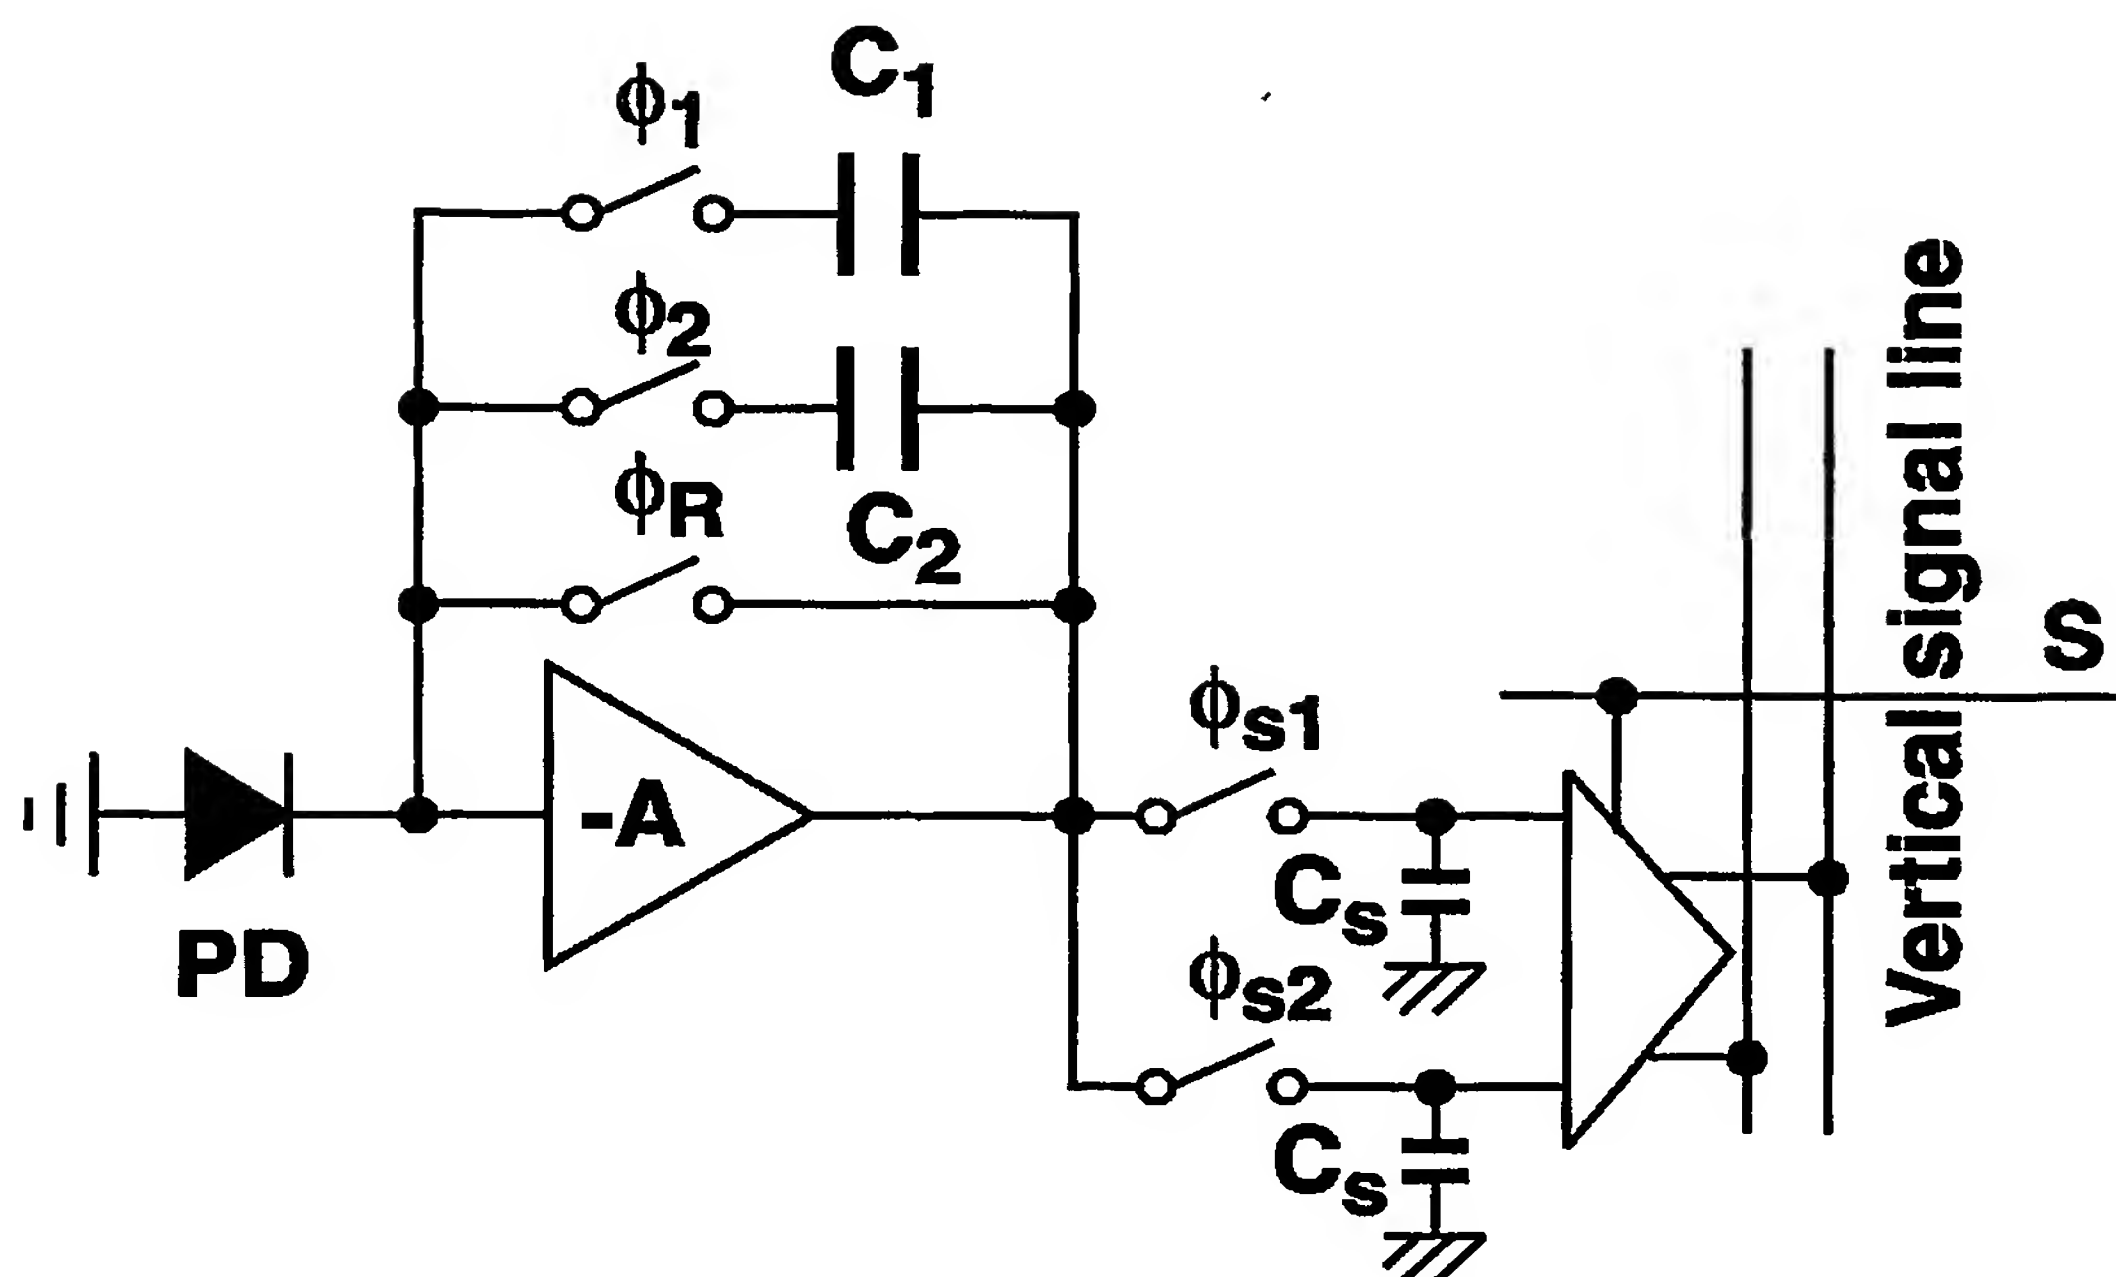 C1
ϕ1
ϕ2
ϕR
C2
-A
PD
ϕs1
Cs
ϕs2
Cs
Vertical signal line
S